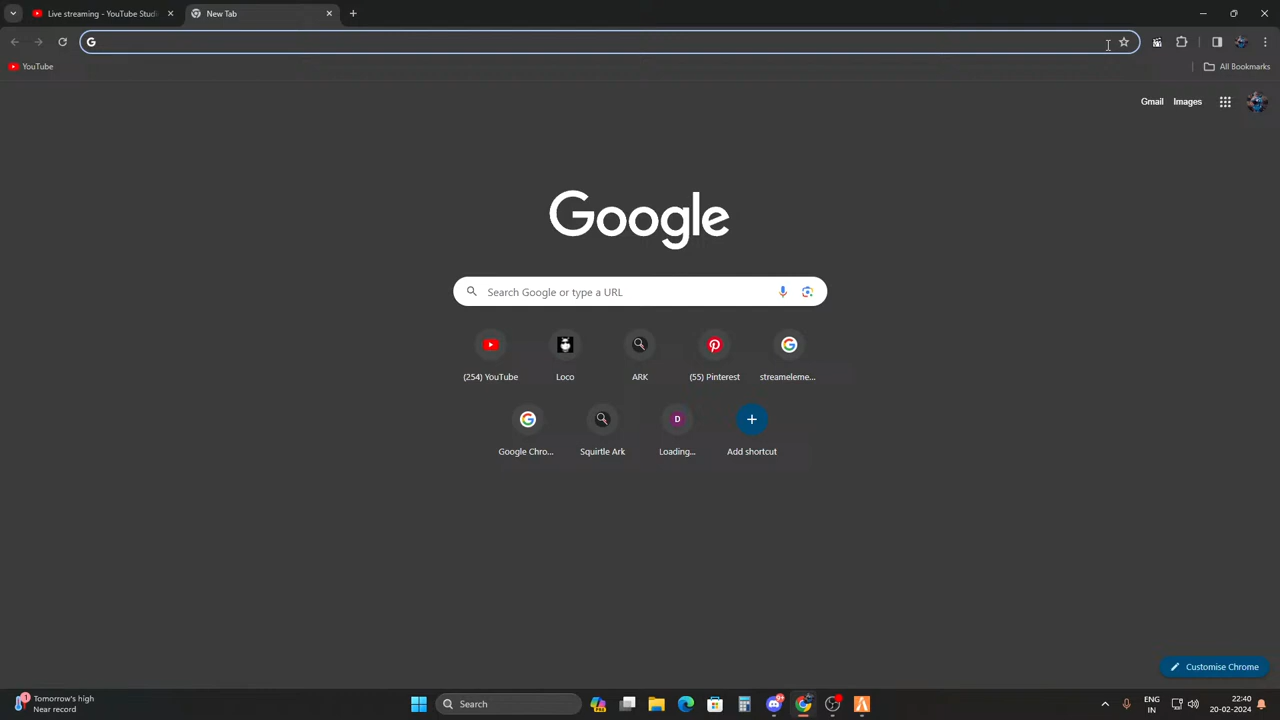 Live streaming - YouTube Studi
New Tab
YouTube
All Bookmarks
Gmail
Images
Google
Search Google or type a URL
(254) YouTube
Loco
ARK
(55) Pinterest
streameleme...
Google Chro...
Squirtle Ark
D
Loading...
Add shortcut
Customise Chrome
1
Tomorrow's high
Near record
Search
9+
ENG
IN
22:40
20-02-2024